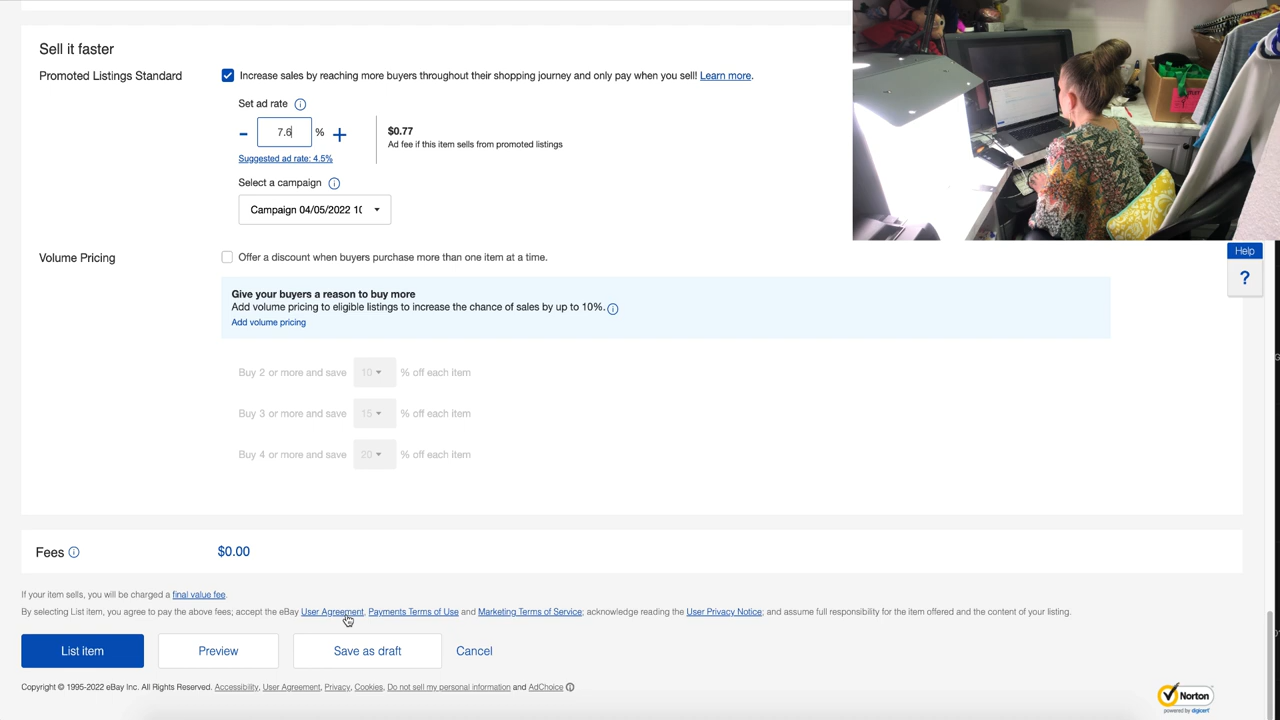 Sell it faster
Promoted Listings Standard
Increase sales by reaching more buyers throughout their shopping journey and only pay when you sell! Learn more.
Set ad rate
- 7.6 % +
$0.77
Ad fee if this item sells from promoted listings
Suggested ad rate: 4.5%
Select a campaign
Campaign 04/05/2022 10
Help
?
Volume Pricing
Offer a discount when buyers purchase more than one item at a time.
Give your buyers a reason to buy more
Add volume pricing to eligible listings to increase the chance of sales by up to 10%.
Add volume pricing
Buy 2 or more and save 10 % off each item
Buy 3 or more and save 15 % off each item
Buy 4 or more and save 20 % off each item
Fees $0.00
If your item sells, you will be charged a final value fee.
By selecting List item, you agree to pay the above fees; accept the eBay User Agreement, Payments Terms of Use and Marketing Terms of Service; acknowledge reading the User Privacy Notice; and assume full responsibility for the item offered and the content of your listing.
List item Preview Save as draft Cancel
Copyright © 1995-2022 eBay Inc. All Rights Reserved. Accessibility, User Agreement, Privacy, Cookies, Do not sell my personal information and AdChoice
Norton
powered by digicert